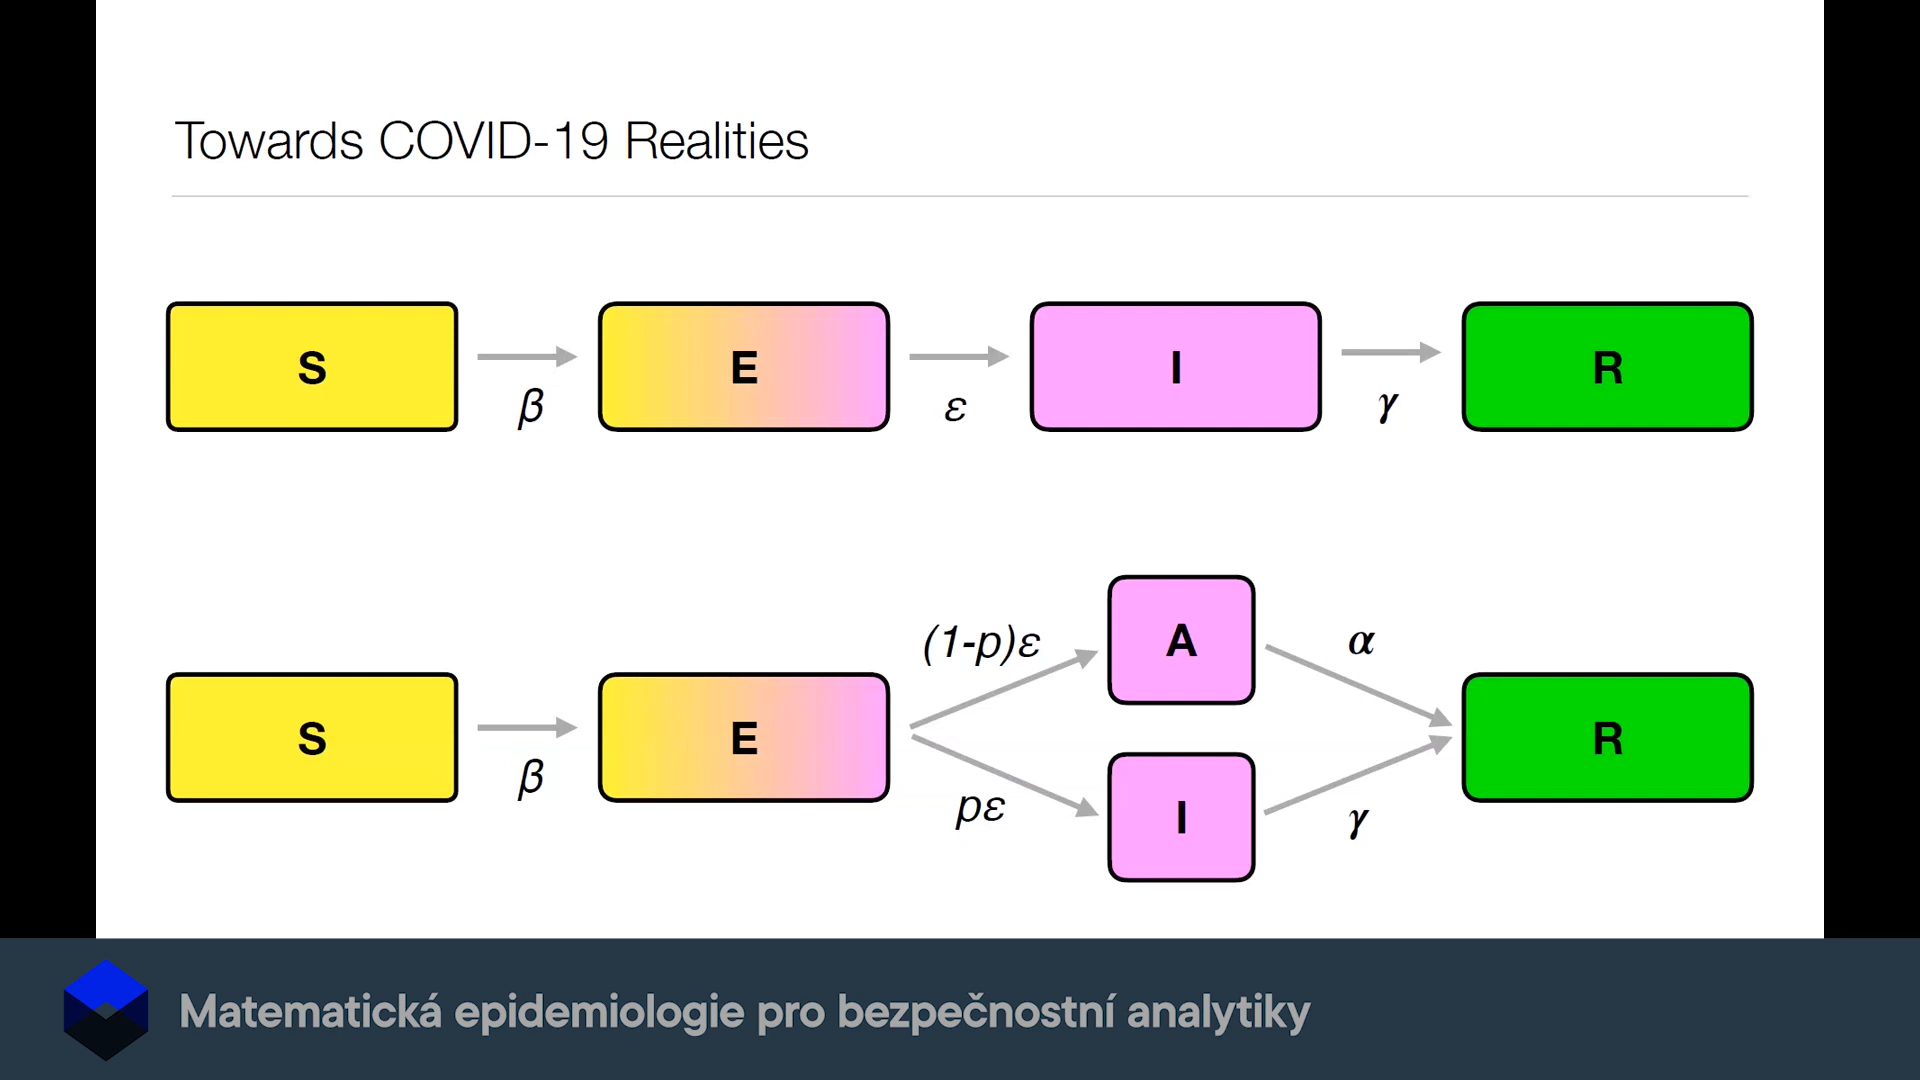 Towards COVID-19 Realities
S β E ε I γ R
(1-p)ε A α
S β E R
pε I γ
Matematická epidemiologie pro bezpečnostní analytiky